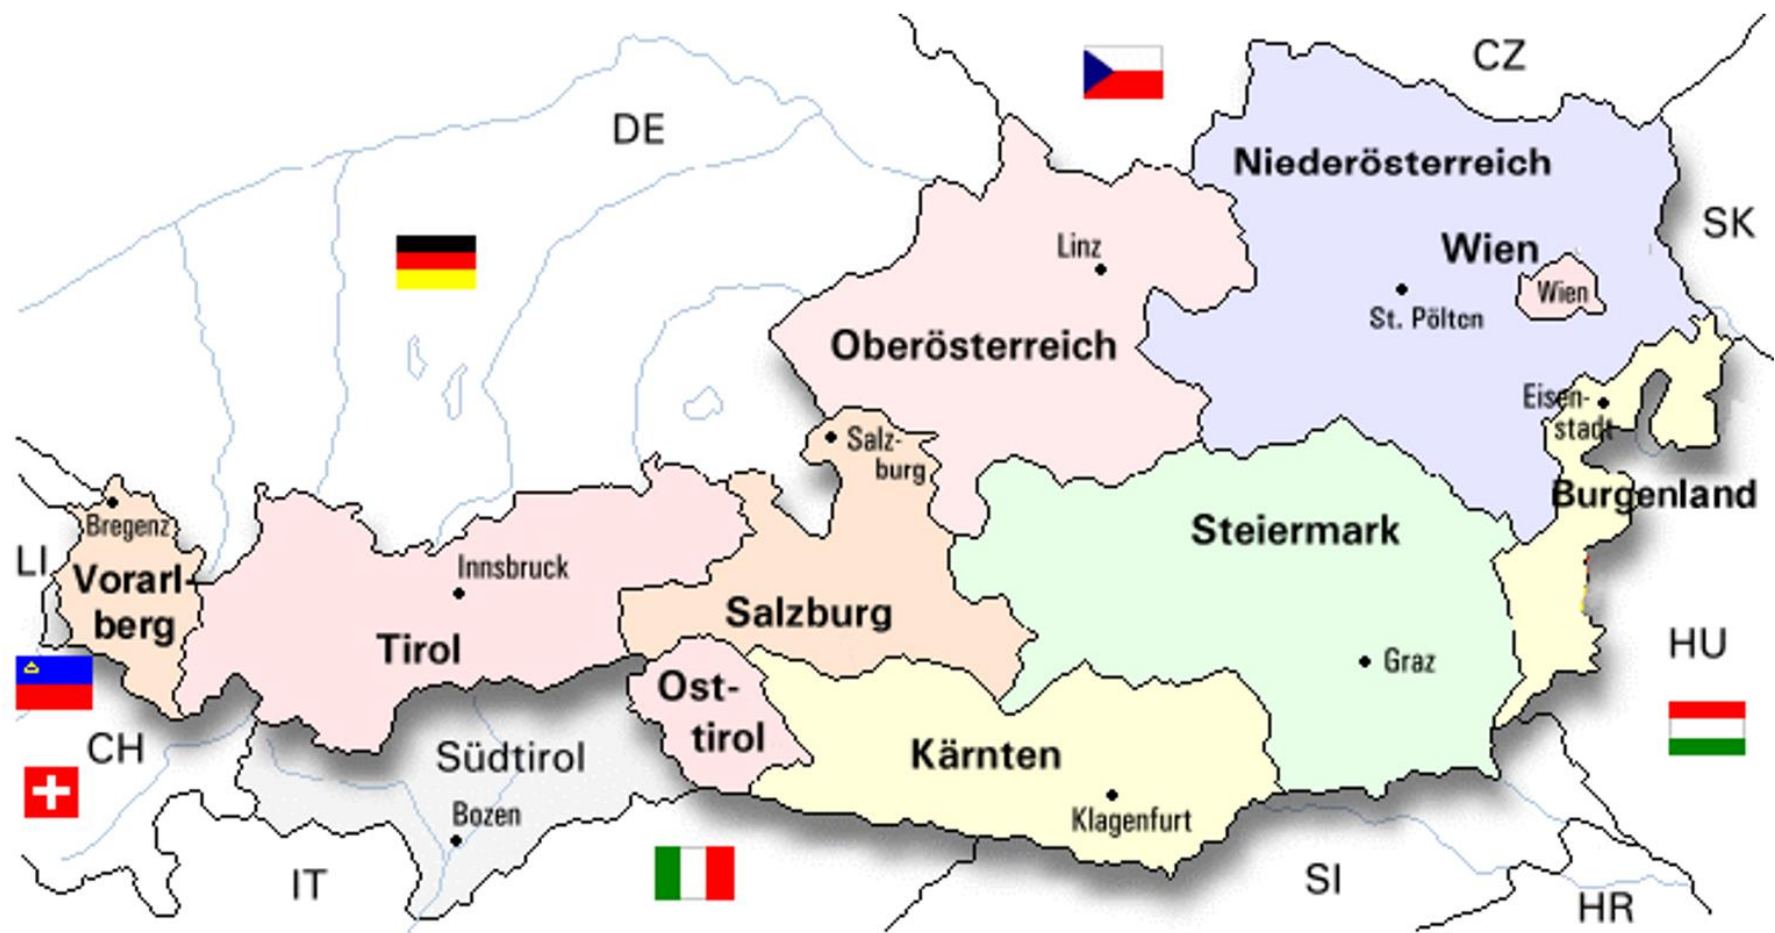 CZ
DE
Niederösterreich
SK
Wien
Linz
Wien
St. Pölten
Oberösterreich
Eisen-
stadt
Salz-
burg
Burgenland
Bregenz
Steiermark
LI
Innsbruck
Vorarl-
berg
Salzburg
Tirol
HU
Graz
Ost-
tirol
CH
Südtirol
Kärnten
Bozen
Klagenfurt
IT
SI
HR